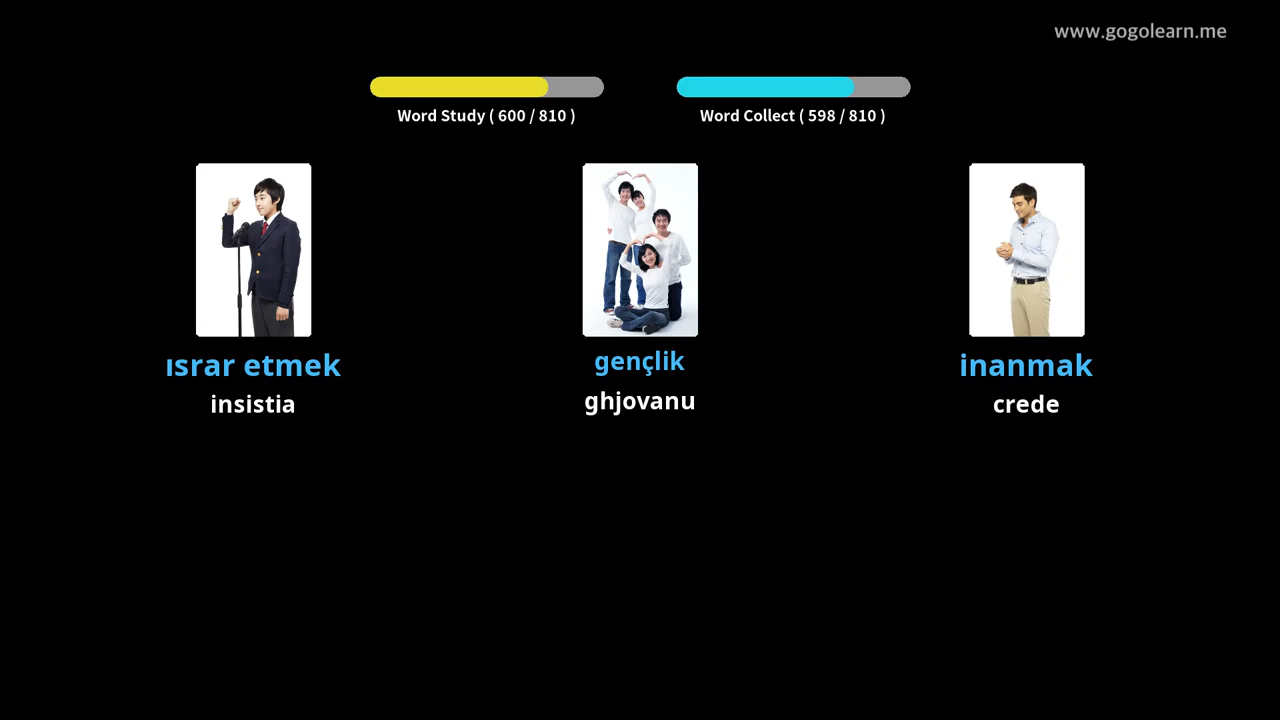 www.gogolearn.me
Word Study ( 600 / 810 )
Word Collect ( 598 / 810 )
ısrar etmek
insistia
gençlik
ghjovanu
inanmak
crede